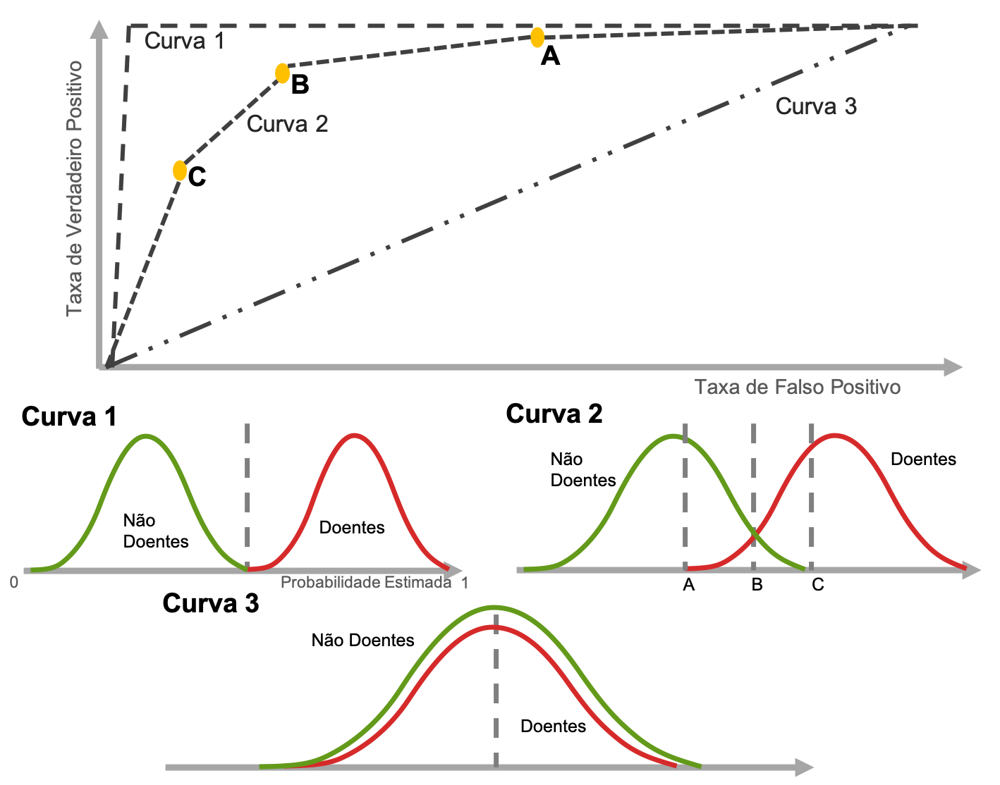 Curva 1
A
B
Curva 3
Curva 2
C
Taxa de Verdadeiro Positivo
Taxa de Falso Positivo
Curva 1
Não
Doentes
Doentes
0
Probabilidade Estimada 1
Curva 2
Não
Doentes
Doentes
A
B
C
Curva 3
Não Doentes
Doentes